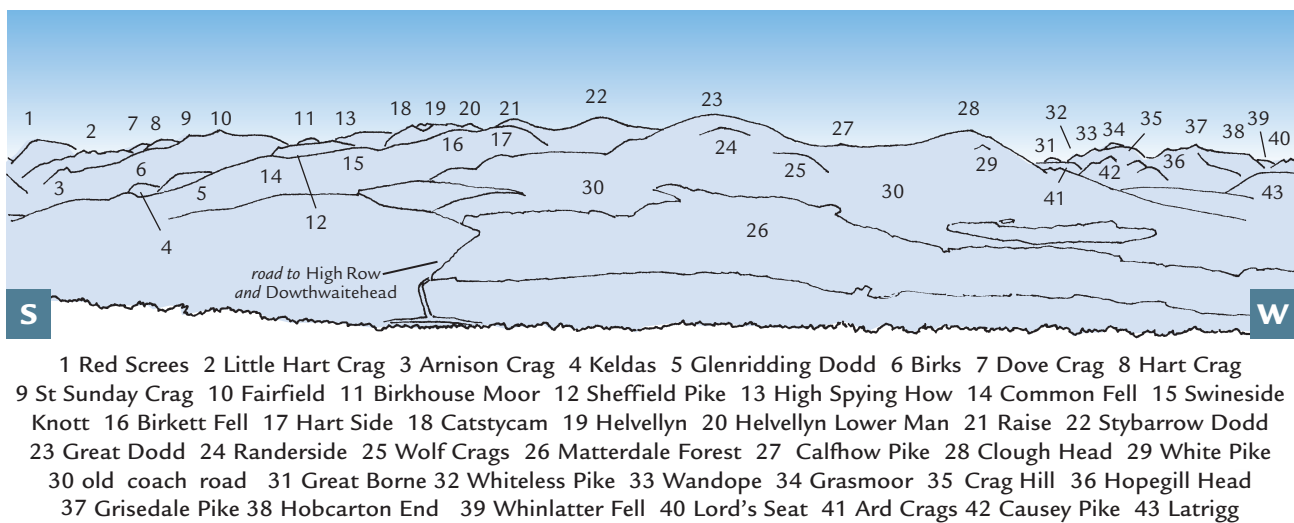 1 2 7 8 9 10 11 13 18 19 20 21 22 23 27 28 32 33 34 35 37 38 39 40
3 6 5 14 15 16 17 24 25 29 31 42 36 43
4 12 30 26 30 41
road to High Row
and Dowthwaitehead
S W
1 Red Screes 2 Little Hart Crag 3 Arnison Crag 4 Keldas 5 Glenridding Dodd 6 Birks 7 Dove Crag 8 Hart Crag
9 St Sunday Crag 10 Fairfield 11 Birkhouse Moor 12 Sheffield Pike 13 High Spying How 14 Common Fell 15 Swineside
Knott 16 Birkett Fell 17 Hart Side 18 Catstycam 19 Helvellyn 20 Helvellyn Lower Man 21 Raise 22 Stybarrow Dodd
23 Great Dodd 24 Randerside 25 Wolf Crags 26 Matterdale Forest 27 Calfhow Pike 28 Clough Head 29 White Pike
30 old coach road 31 Great Borne 32 Whiteless Pike 33 Wandope 34 Grasmoor 35 Crag Hill 36 Hopegill Head
37 Grisedale Pike 38 Hobcarton End 39 Whinlatter Fell 40 Lord's Seat 41 Ard Crags 42 Causey Pike 43 Latrigg